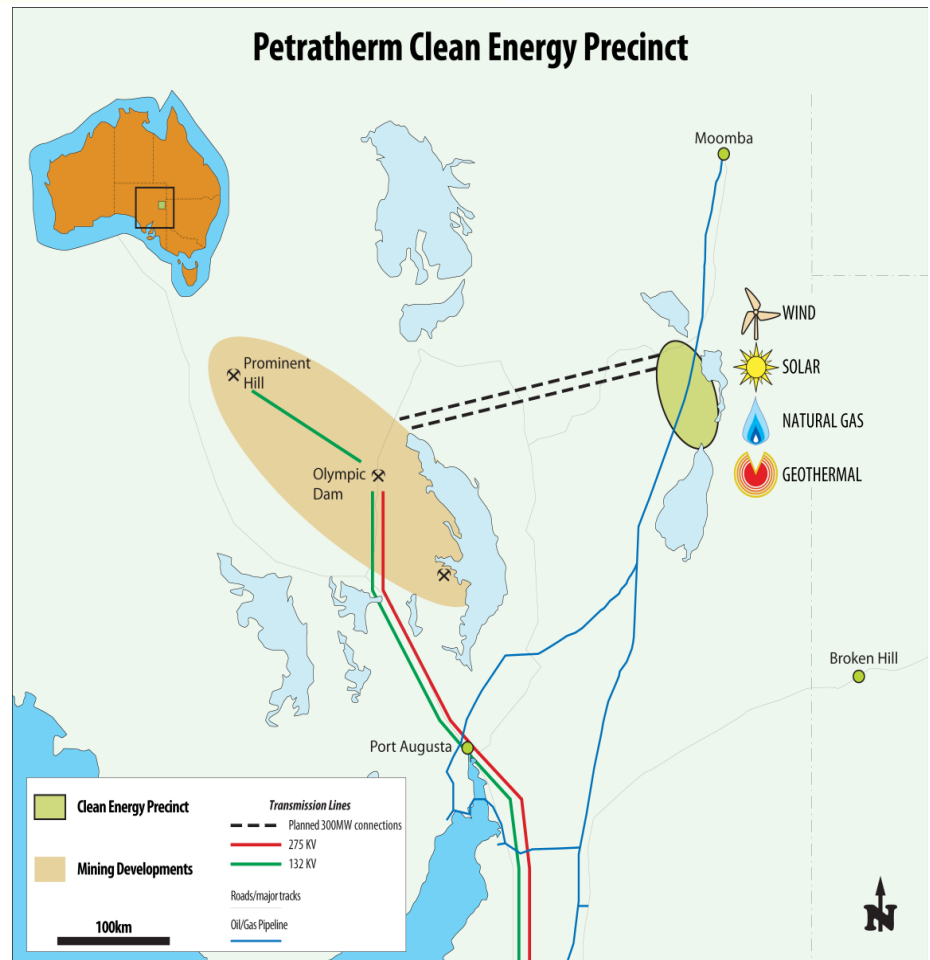 Petratherm Clean Energy Precinct
Moomba
WIND
SOLAR
NATURAL GAS
GEOTHERMAL
Prominent
Hill
Olympic
Dam
Broken Hill
Port Augusta
Clean Energy Precinct
Mining Developments
100km
Transmission Lines
Planned 300MW connections
275 KV
132 KV
Roads/major tracks
Oil/Gas Pipeline
N